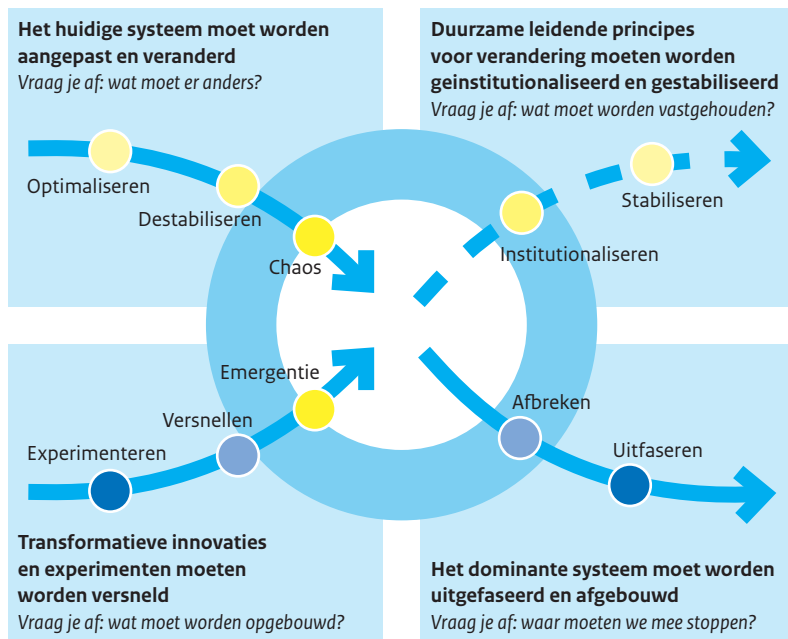 Het huidige systeem moet worden
aangepast en veranderd
Vraag je af: wat moet er anders?
Optimaliseren
Destabiliseren
Chaos
Duurzame leidende principes
voor verandering moeten worden
geinstitutionaliseerd en gestabiliseerd
Vraag je af: wat moet worden vastgehouden?
Stabiliseren
Institutionaliseren
Emergentie
Versnellen
Experimenteren
Transformatieve innovaties
en experimenten moeten
worden versneld
Vraag je af: wat moet worden opgebouwd?
Afbreken
Uitfaseren
Het dominante systeem moet worden
uitgefaseerd en afgebouwd
Vraag je af: waar moeten we mee stoppen?